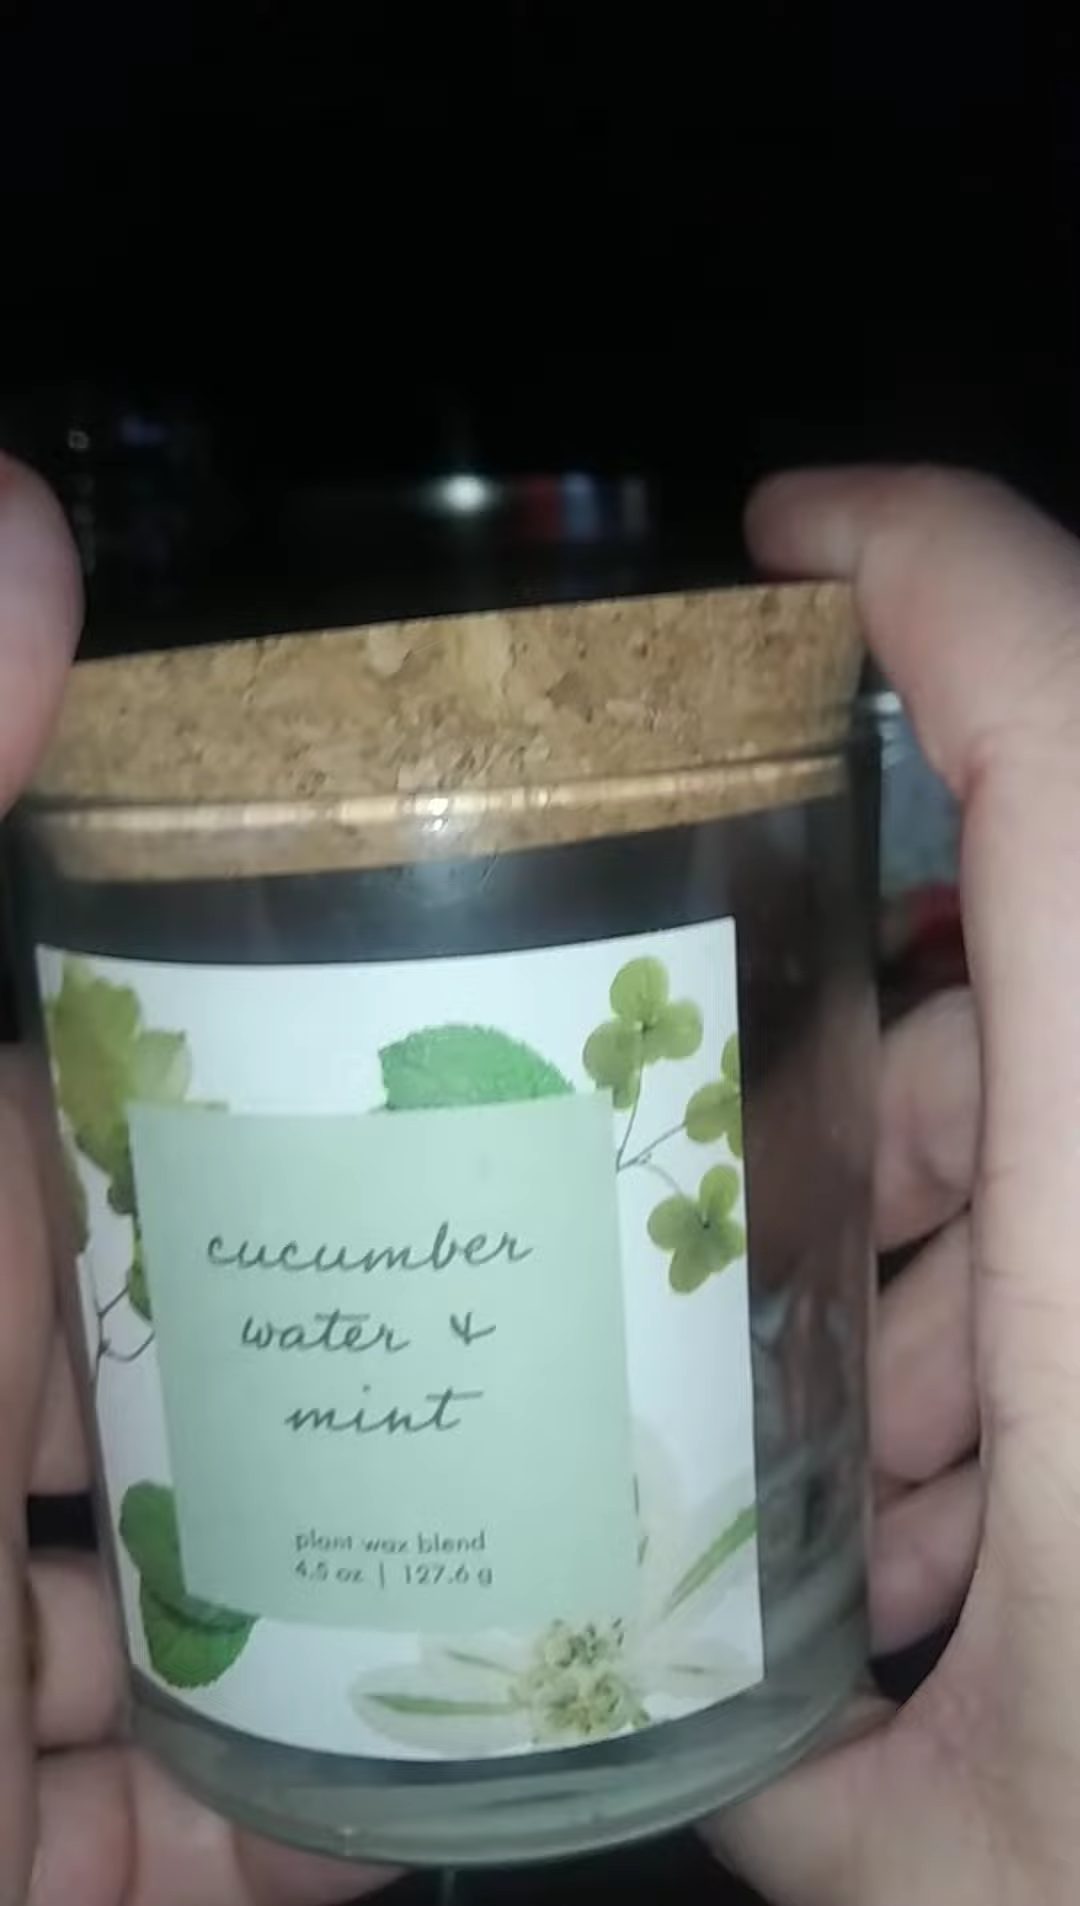 cucumber
water &
mint
plant wax blend
4.5 oz | 127.6 g